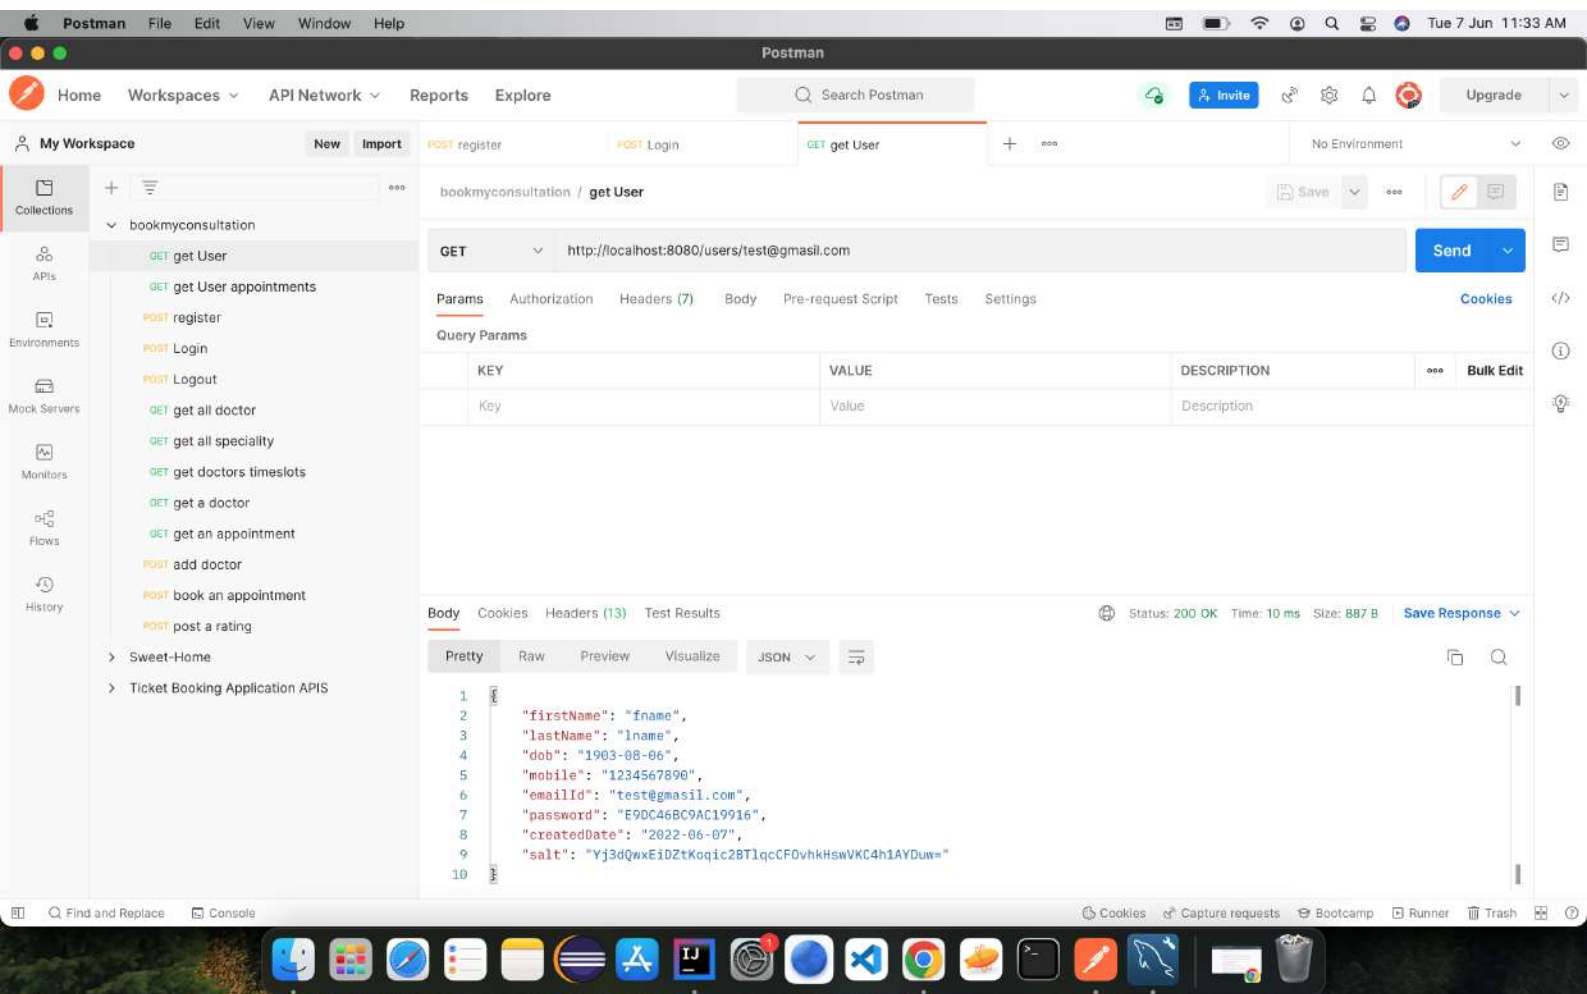 Postman File Edit View Window Help Tue 7 Jun 11:33 AM
Postman
Home Workspaces API Network Reports Explore Search Postman Invite Upgrade
My Workspace New Import POST register POST Login GET get User No Environment
bookmyconsultation / get User Save
Collections
bookmyconsultation
GET get User
GET http://localhost:8080/users/test@gmasil.com Send
APIs
GET get User appointments
Params Authorization Headers (7) Body Pre-request Script Tests Settings Cookies
POST register
Query Params
Environments
POST Login
KEY VALUE DESCRIPTION Bulk Edit
POST Logout
Key Value Description
Mock Servers
GET get all doctor
GET get all speciality
Monitors
GET get doctors timeslots
GET get a doctor
Flows
GET get an appointment
POST add doctor
History
POST book an appointment
POST post a rating
Sweet-Home
Ticket Booking Application APIS
Body Cookies Headers (13) Test Results Status: 200 OK Time: 10 ms Size: 887 B Save Response
Pretty Raw Preview Visualize JSON
1 {
2 "firstName": "fname",
3 "lastName": "lname",
4 "dob": "1903-08-06",
5 "mobile": "1234567890",
6 "emailId": "test@gmasil.com",
7 "password": "E9DC46BC9AC19916",
8 "createdDate": "2022-06-07",
9 "salt": "Yj3dQwxEiDZtKoqic2BTlqcCFOvhkHswVKC4h1AYDuw="
10 }
Find and Replace Console Cookies Capture requests Bootcamp Runner Trash
IJ
1